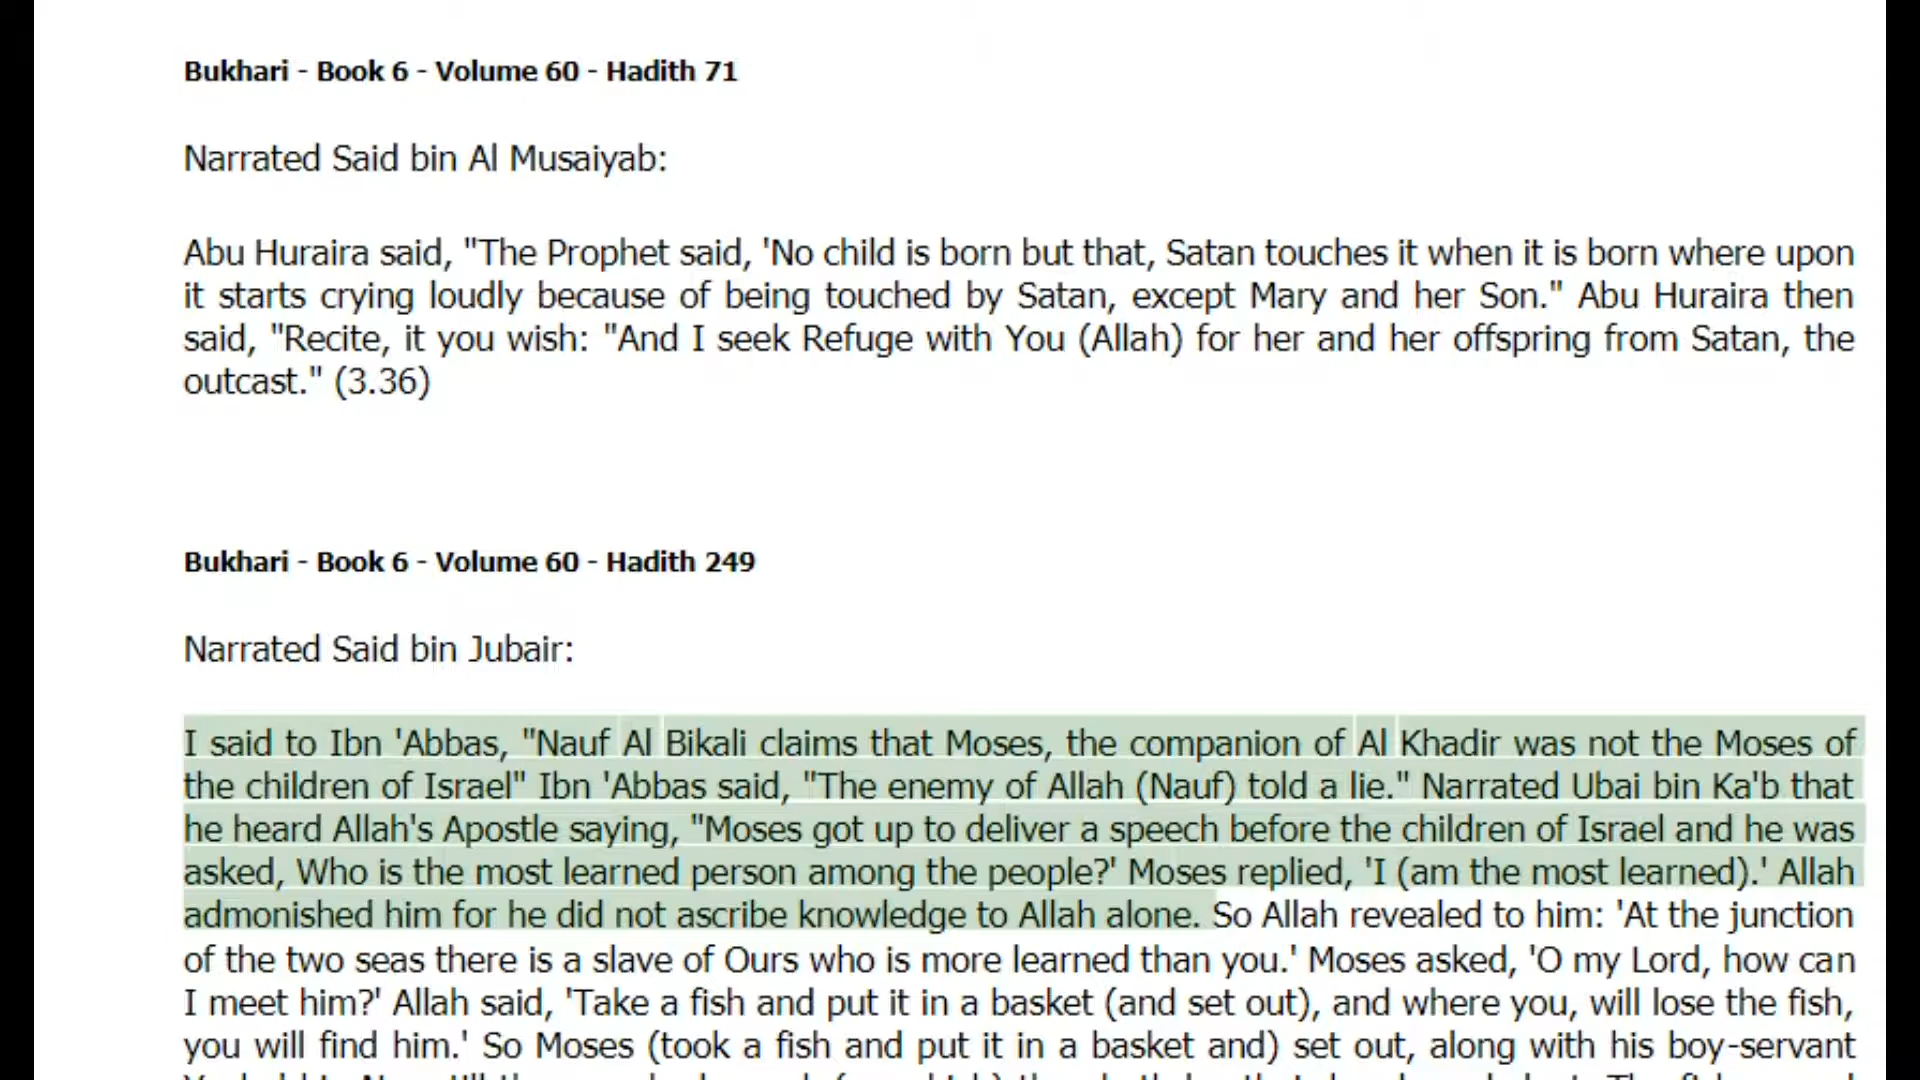 Bukhari - Book 6 - Volume 60 - Hadith 71
Narrated Said bin Al Musaiyab:
Abu Huraira said, "The Prophet said, 'No child is born but that, Satan touches it when it is born where upon
it starts crying loudly because of being touched by Satan, except Mary and her Son." Abu Huraira then
said, "Recite, it you wish: "And I seek Refuge with You (Allah) for her and her offspring from Satan, the
outcast." (3.36)
Bukhari - Book 6 - Volume 60 - Hadith 249
Narrated Said bin Jubair:
I said to Ibn 'Abbas, "Nauf Al Bikali claims that Moses, the companion of Al Khadir was not the Moses of
the children of Israel" Ibn 'Abbas said, "The enemy of Allah (Nauf) told a lie." Narrated Ubai bin Ka'b that
he heard Allah's Apostle saying, "Moses got up to deliver a speech before the children of Israel and he was
asked, Who is the most learned person among the people?' Moses replied, 'I (am the most learned).' Allah
admonished him for he did not ascribe knowledge to Allah alone. So Allah revealed to him: 'At the junction
of the two seas there is a slave of Ours who is more learned than you.' Moses asked, 'O my Lord, how can
I meet him?' Allah said, 'Take a fish and put it in a basket (and set out), and where you, will lose the fish,
you will find him.' So Moses (took a fish and put it in a basket and) set out, along with his boy-servant